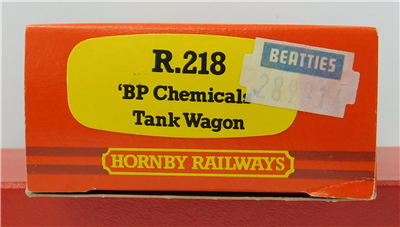 R.218
'BP Chemicals
Tank Wagon
HORNBY RAILWAYS
BEATTIES